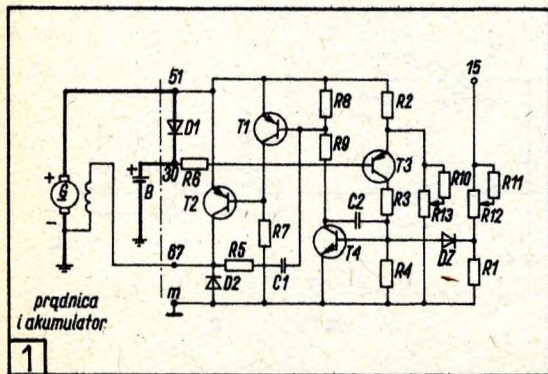 51
15
R8
R2
T1
D1
R9
+
G
-
+
B
30
R6
T3
R10
R11
T2
R13
R12
R3
C2
R7
67
R5
T4
DZ
D2
C1
R4
R1
m
prądnica
i akumulator
1